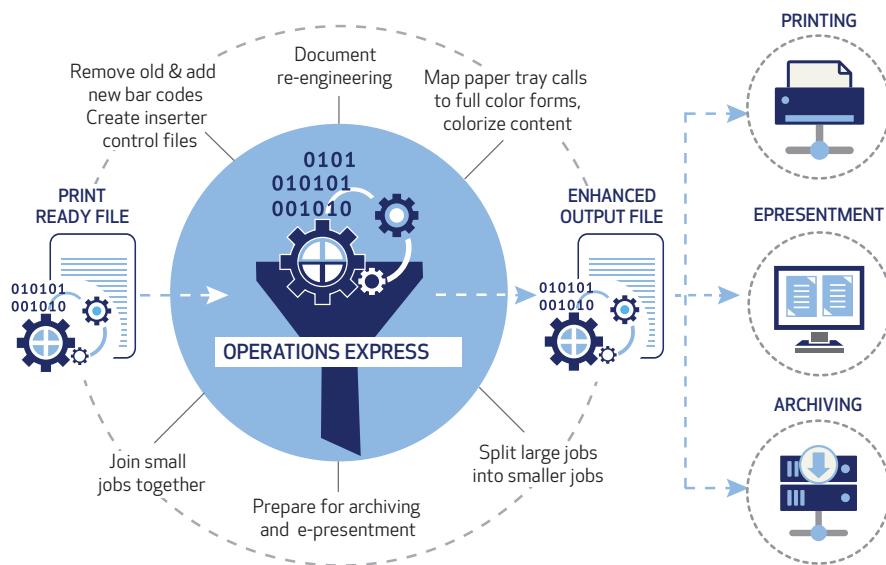 PRINTING
Document
re-engineering
Remove old & add
new bar codes
Create inserter
control files
Map paper tray calls
to full color forms,
colorize content
0101
010101
001010
PRINT
READY FILE
010101
001010
OPERATIONS EXPRESS
ENHANCED
OUTPUT FILE
010101
001010
EPRESENTMENT
ARCHIVING
Join small
jobs together
Prepare for archiving
and e-presentment
Split large jobs
into smaller jobs